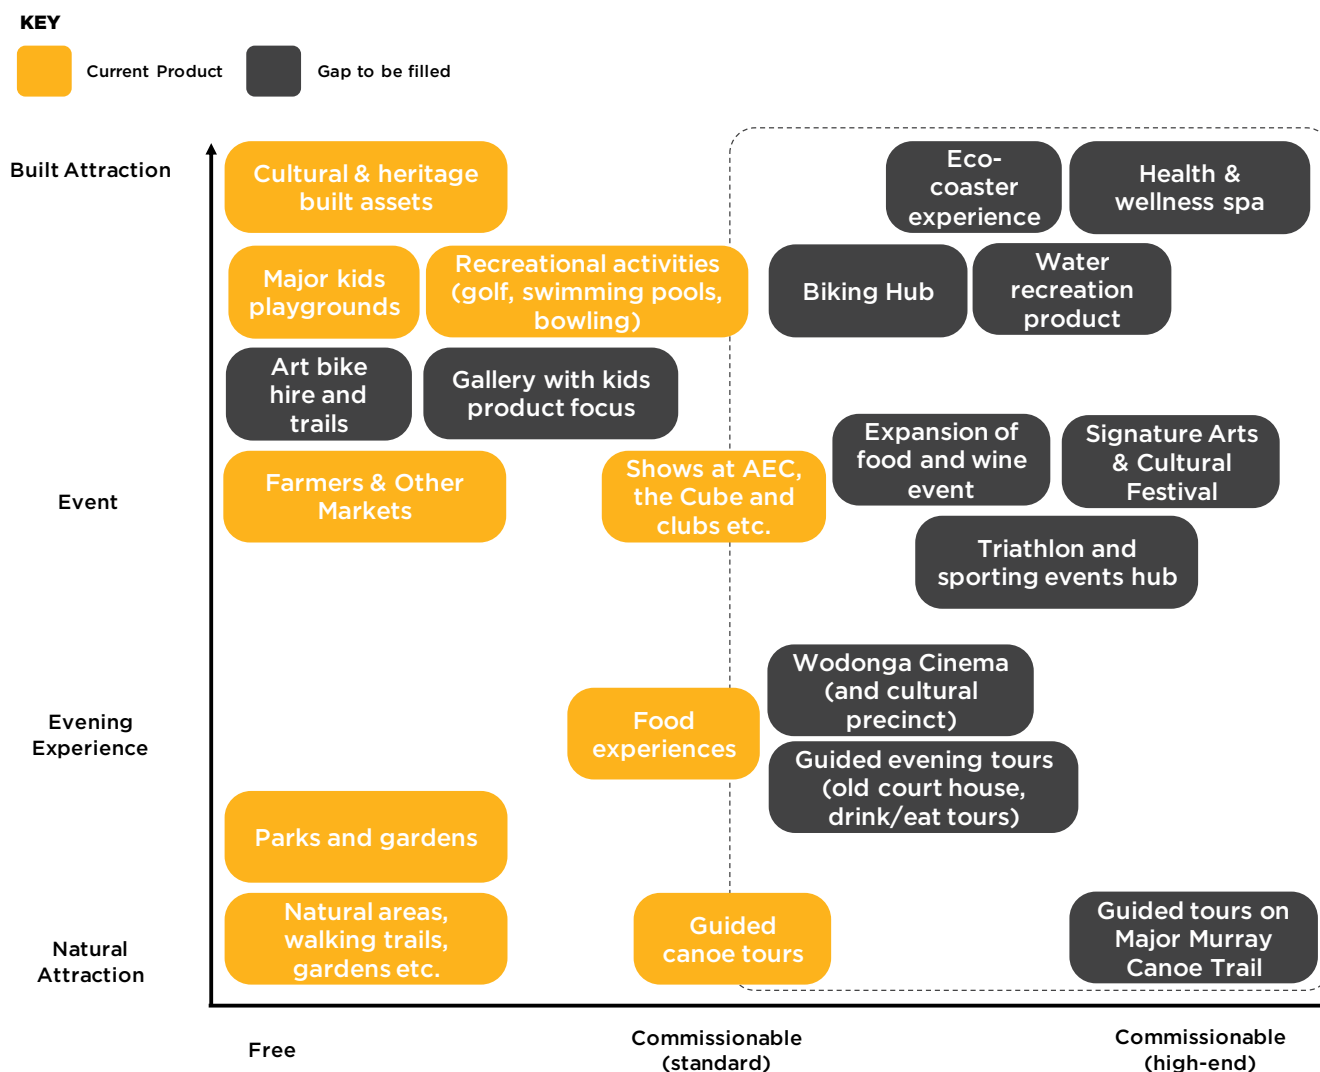 KEY
Current Product
Gap to be filled
Built Attraction
Cultural & heritage
built assets
Eco-
coaster
experience
Health &
wellness spa
Major kids
playgrounds
Recreational activities
(golf, swimming pools,
bowling)
Biking Hub
Water
recreation
product
Art bike
hire and
trails
Gallery with kids
product focus
Event
Farmers & Other
Markets
Shows at AEC,
the Cube and
clubs etc.
Expansion of
food and wine
event
Signature Arts
& Cultural
Festival
Triathlon and
sporting events hub
Evening
Experience
Food
experiences
Wodonga Cinema
(and cultural
precinct)
Guided evening tours
(old court house,
drink/eat tours)
Parks and gardens
Natural
Attraction
Natural areas,
walking trails,
gardens etc.
Guided
canoe tours
Guided tours on
Major Murray
Canoe Trail
Free
Commissionable
(standard)
Commissionable
(high-end)